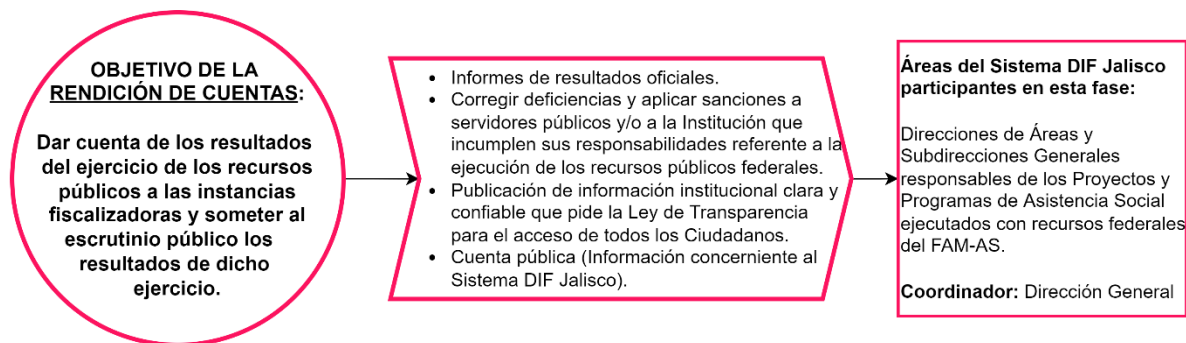 OBJETIVO DE LA
RENDICIÓN DE CUENTAS:
Dar cuenta de los resultados
del ejercicio de los recursos
públicos a las instancias
fiscalizadoras y someter al
escrutinio público los
resultados de dicho
ejercicio.
• Informes de resultados oficiales.
• Corregir deficiencias y aplicar sanciones a
servidores públicos y/o a la Institución que
incumplen sus responsabilidades referente a la
ejecución de los recursos públicos federales.
• Publicación de información institucional clara y
confiable que pide la Ley de Transparencia
para el acceso de todos los Ciudadanos.
• Cuenta pública (Información concerniente al
Sistema DIF Jalisco).
Áreas del Sistema DIF Jalisco
participantes en esta fase:
Direcciones de Áreas y
Subdirecciones Generales
responsables de los Proyectos y
Programas de Asistencia Social
ejecutados con recursos federales
del FAM-AS.
Coordinador: Dirección General